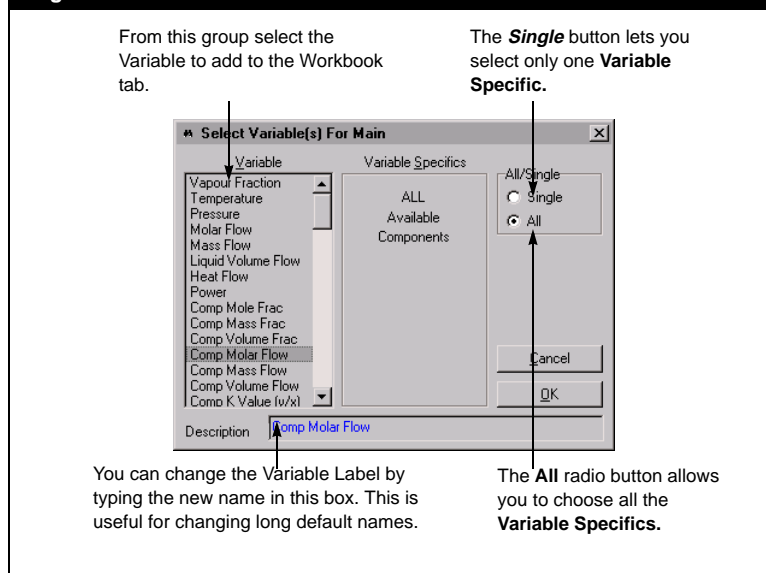 From this group select the
Variable to add to the Workbook
tab.
The Single button lets you
select only one Variable
Specific.
Select Variable(s) For Main
Variable
Variable Specifics
All/Single
Vapour Fraction
Temperature
Pressure
Molar Flow
Mass Flow
Liquid Volume Flow
Heat Flow
Power
Comp Mole Frac
Comp Mass Frac
Comp Volume Frac
Comp Molar Flow
Comp Mass Flow
Comp Volume Flow
Comp K Value (y/x)
ALL
Available
Components
Single
All
Cancel
OK
Description
Comp Molar Flow
You can change the Variable Label by
typing the new name in this box. This is
useful for changing long default names.
The All radio button allows
you to choose all the
Variable Specifics.